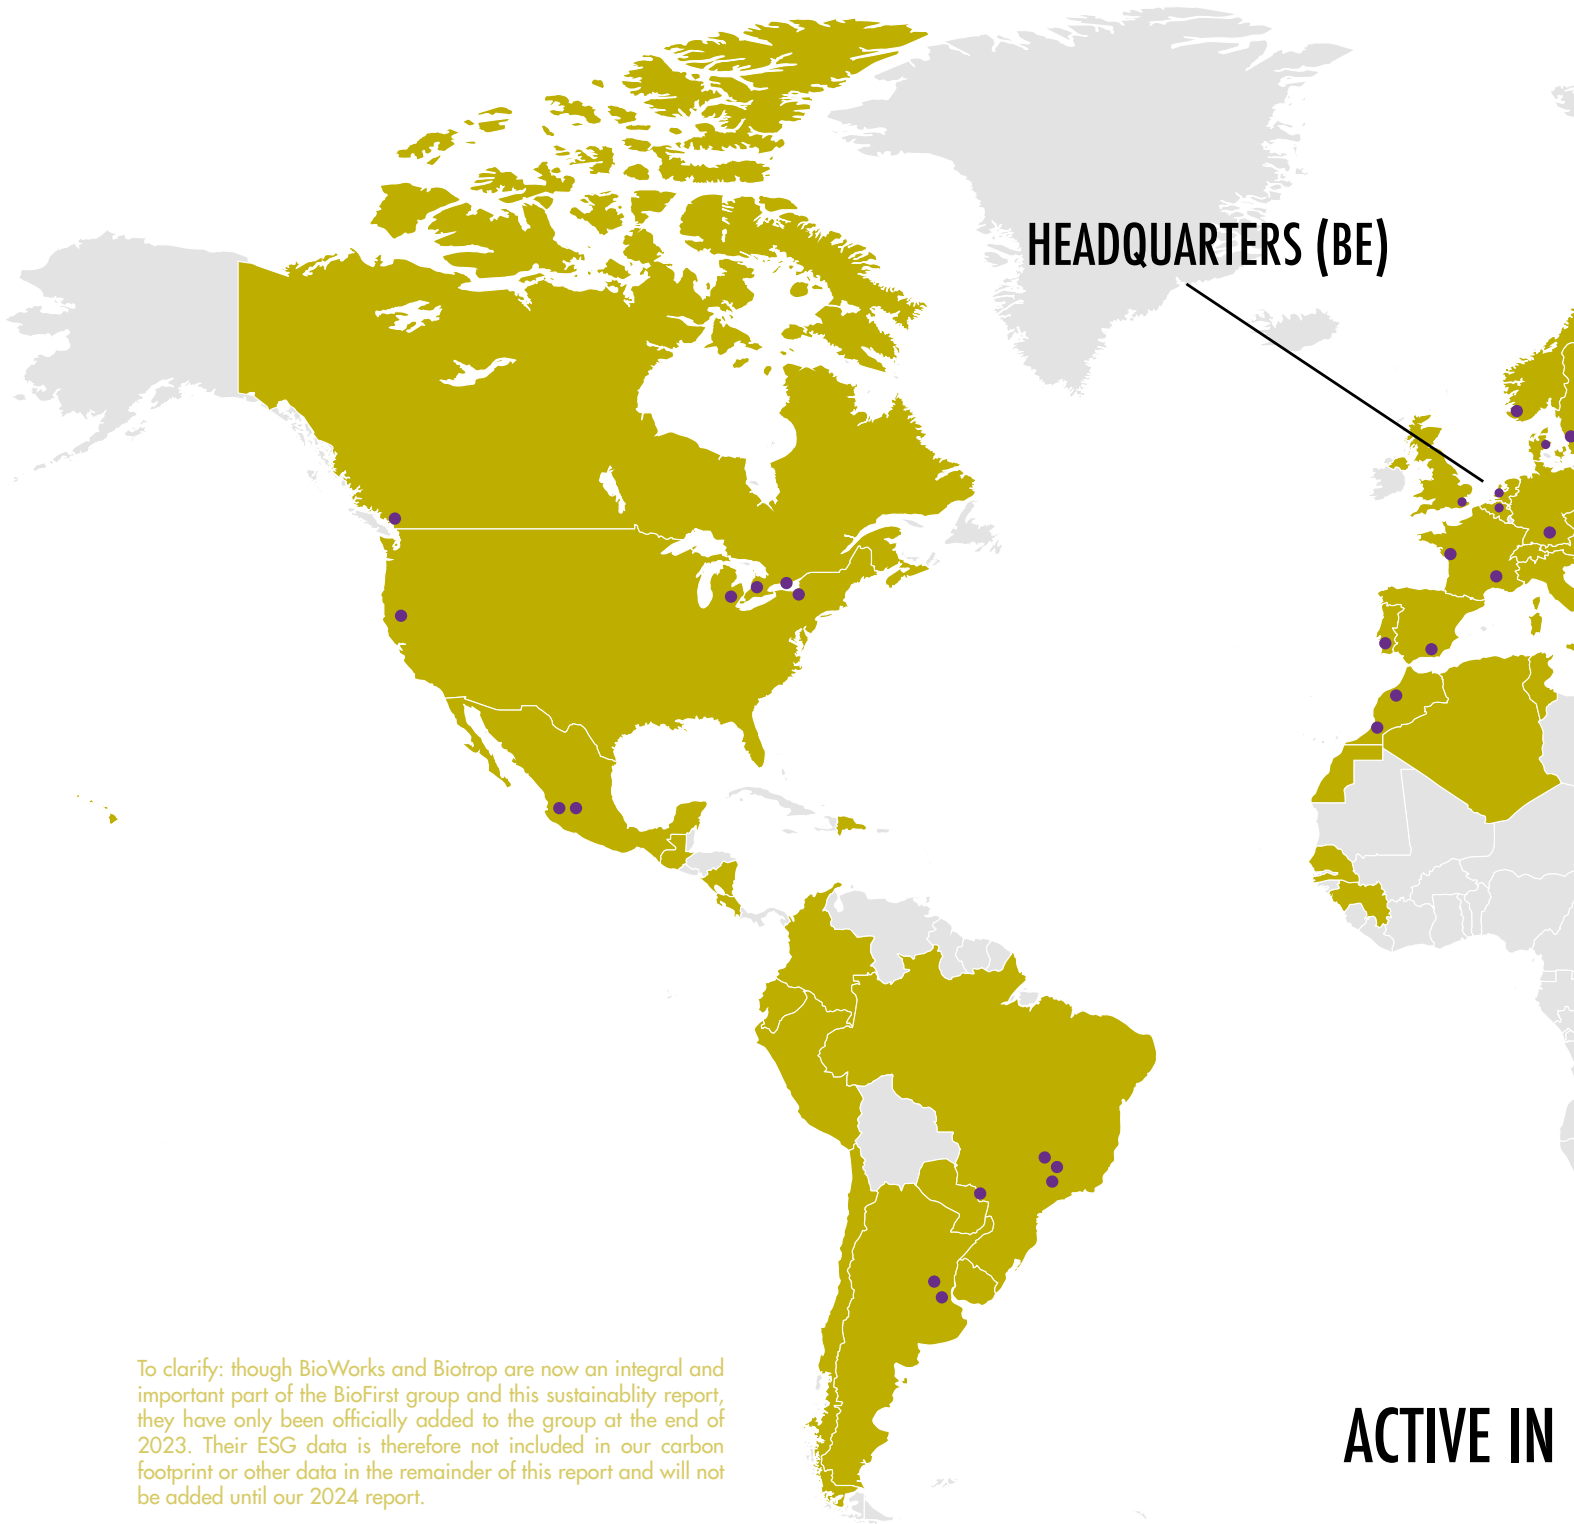 HEADQUARTERS (BE)
To clarify: though BioWorks and Biotrop are now an integral and
important part of the BioFirst group and this sustainablity report,
they have only been officially added to the group at the end of
2023. Their ESG data is therefore not included in our carbon
footprint or other data in the remainder of this report and will not
be added until our 2024 report.
ACTIVE IN